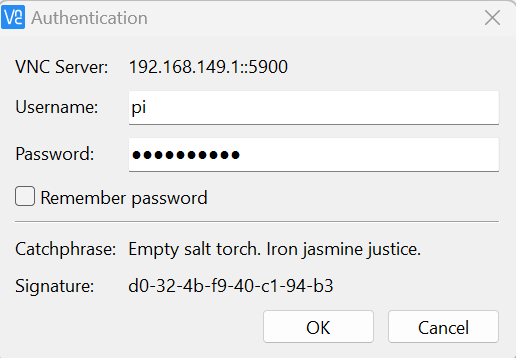 Authentication
VNC Server: 192.168.149.1::5900
Username: pi
Password: ●●●●●●●●●●
Remember password
Catchphrase: Empty salt torch. Iron jasmine justice.
Signature: d0-32-4b-f9-40-c1-94-b3
OK Cancel